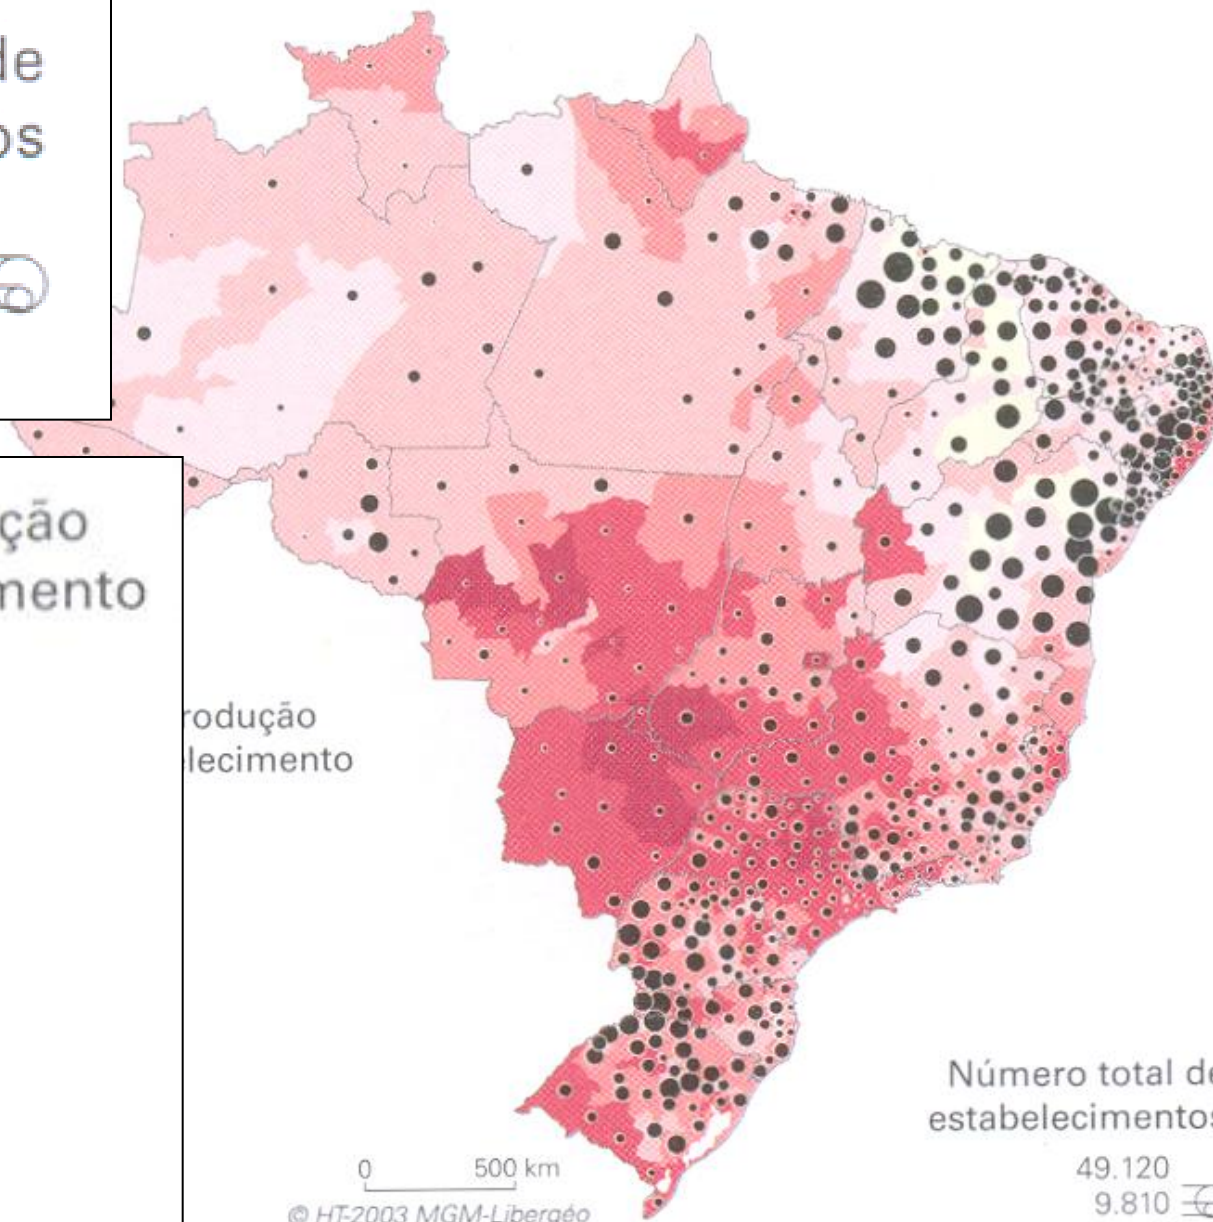 de
os
ção
mento
rodução
lecimento
Número total de
estabelecimentos
49.120
9.810
0 500 km
© HT-2003 MGM-Libergéo